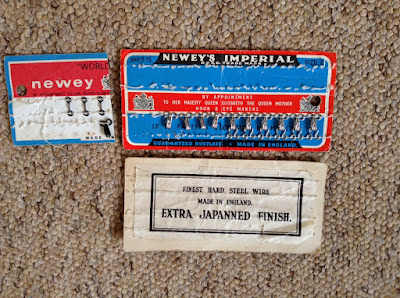 "WORLD
newey
MADE
NEWEY'S IMPERIAL
BY APPOINTMENT
TO HER MAJESTY QUEEN ELIZABETH THE QUEEN MOTHER
HOOK & EYE MAKERS
GUARANTEED RUSTLESS • MADE IN ENGLAND.
FINEST HARD STEEL WIRE
MADE IN ENGLAND.
EXTRA JAPANNED FINISH.